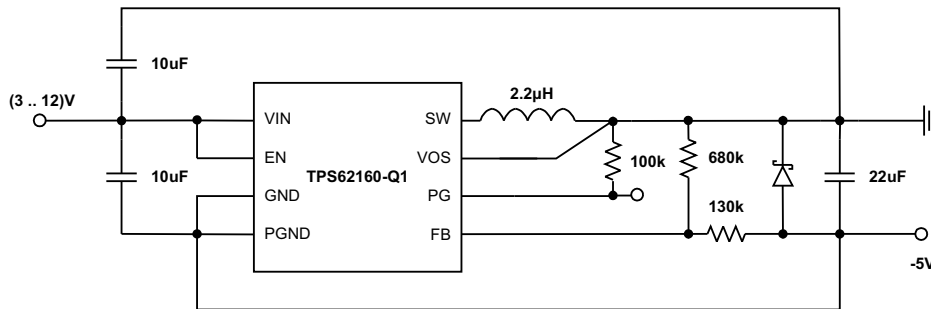 10uF
(3 .. 12)V
10uF
2.2µH
VIN
EN
GND
PGND
TPS62160-Q1
SW
VOS
PG
FB
100k
680k
130k
22uF
-5V